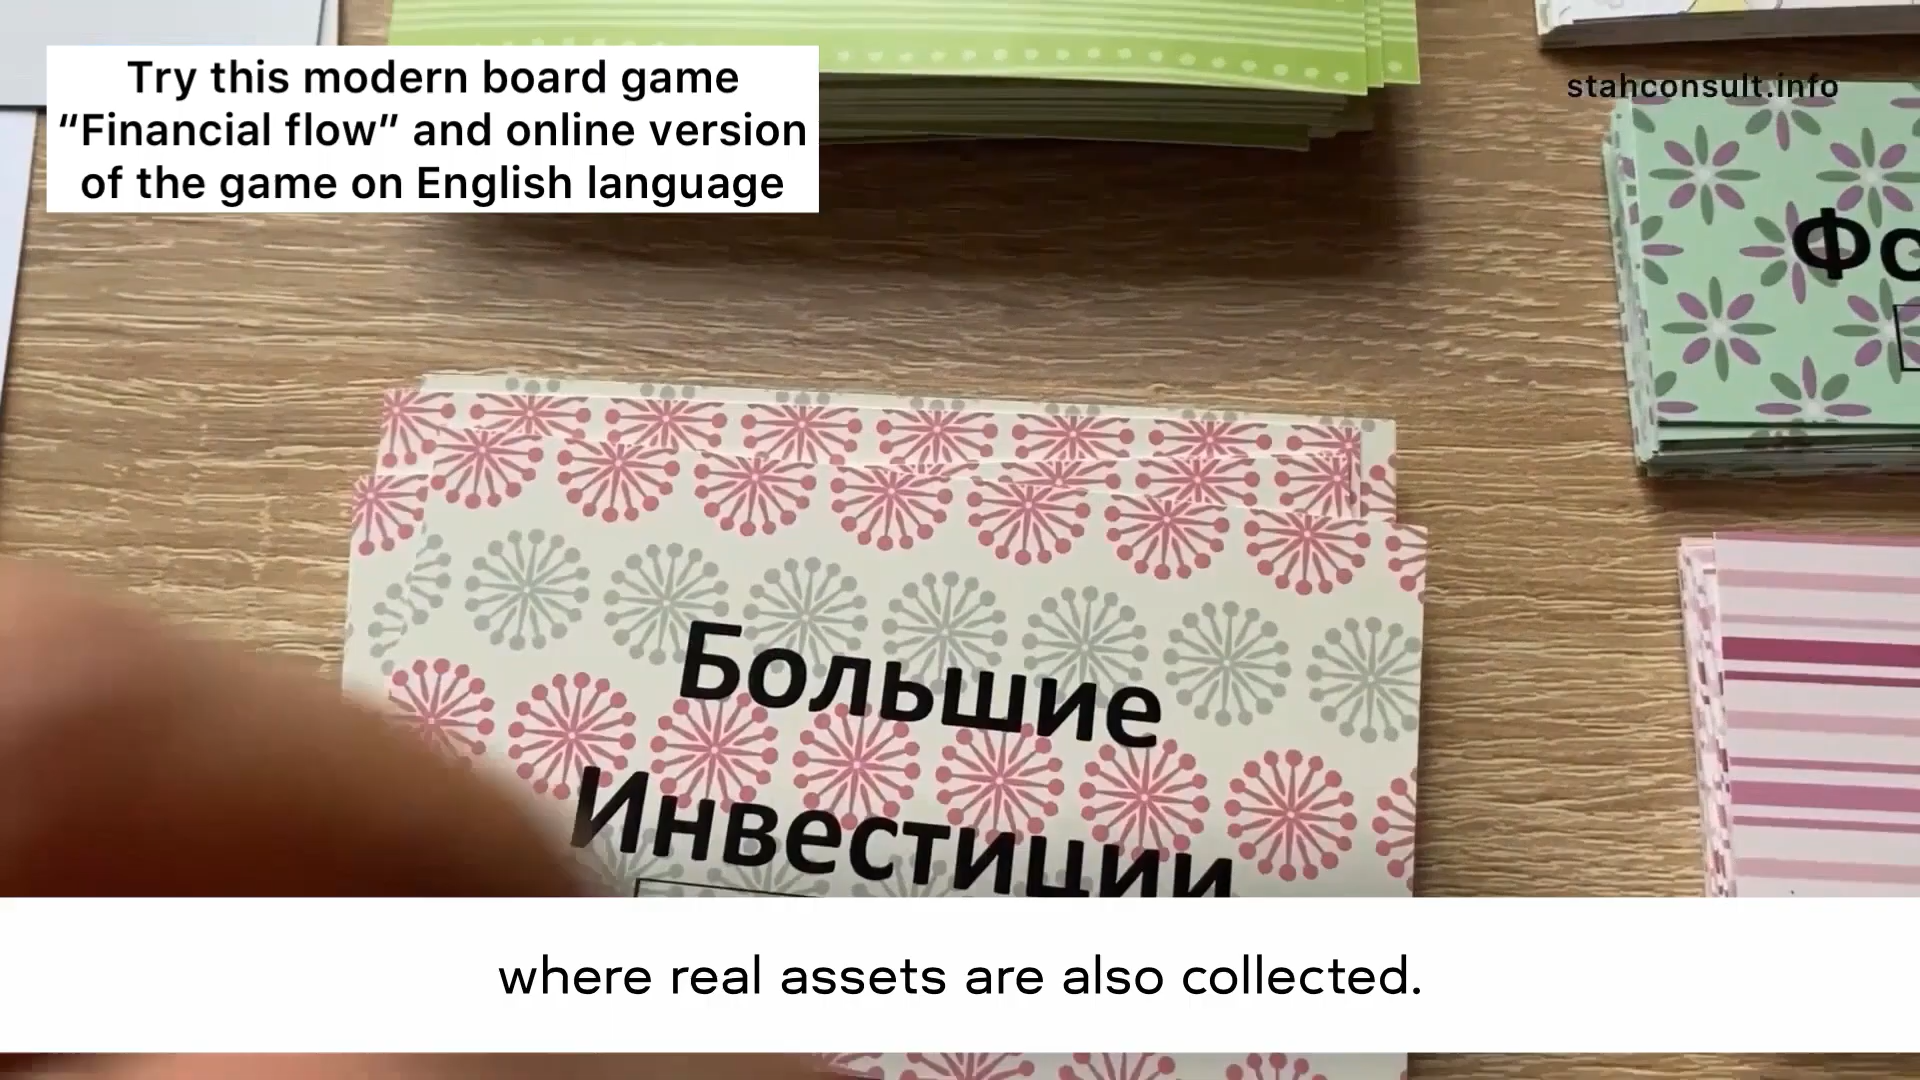 Try this modern board game
“Financial flow” and online version
of the game on English language
stahconsult.info
Большие
Инвестиции
where real assets are also collected.